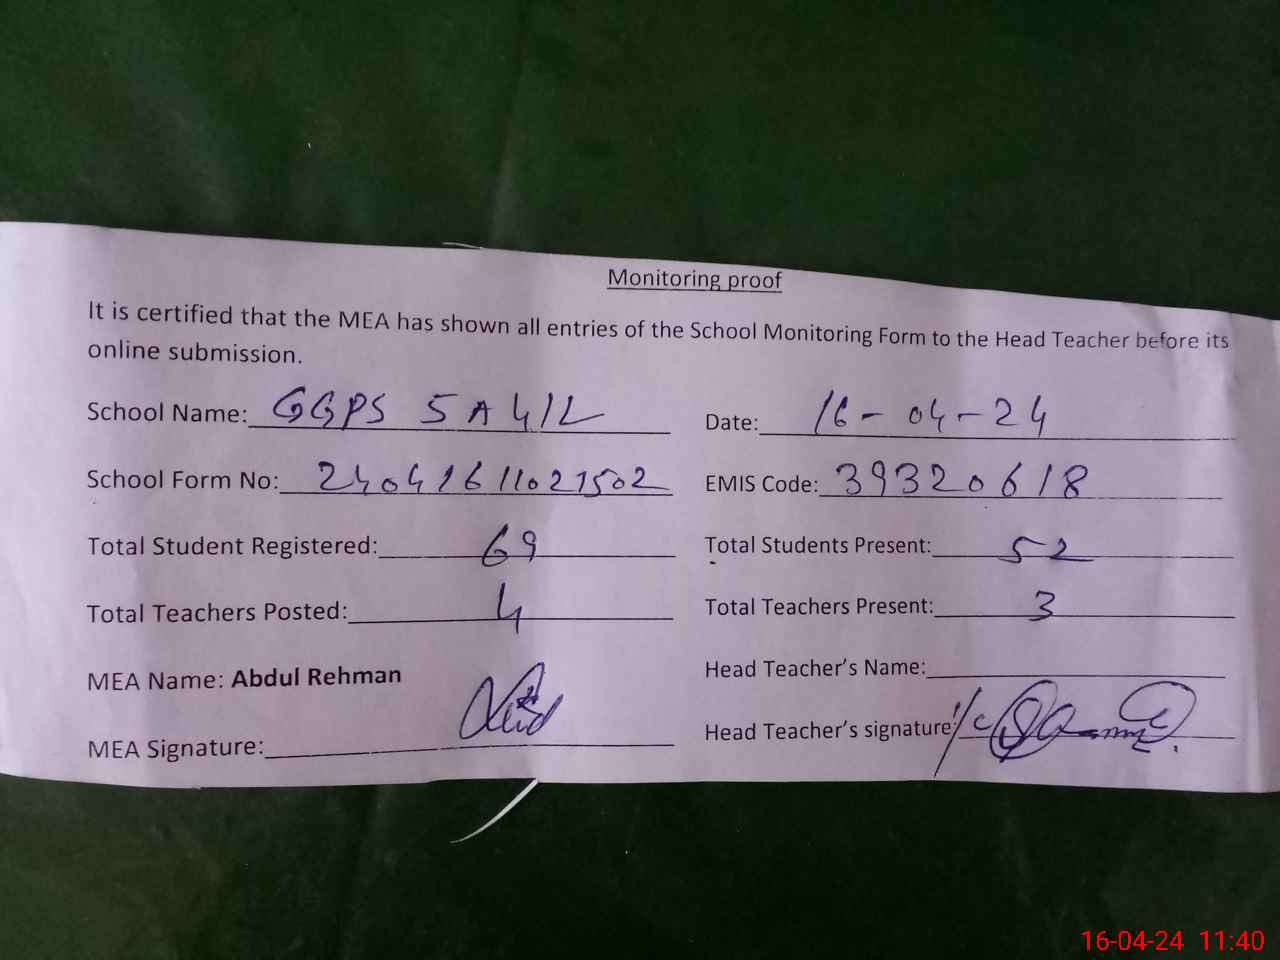 Monitoring proof
It is certified that the MEA has shown all entries of the School Monitoring Form to the Head Teacher before its
online submission.
School Name: GGPS 5A4/L Date: 16-04-24
School Form No: 24041611021502 EMIS Code: 39320618
Total Student Registered: 69 Total Students Present: 52
Total Teachers Posted: 4 Total Teachers Present: 3
MEA Name: Abdul Rehman Head Teacher's Name:
MEA Signature: Head Teacher's signature: I/c
16-04-24 11:40